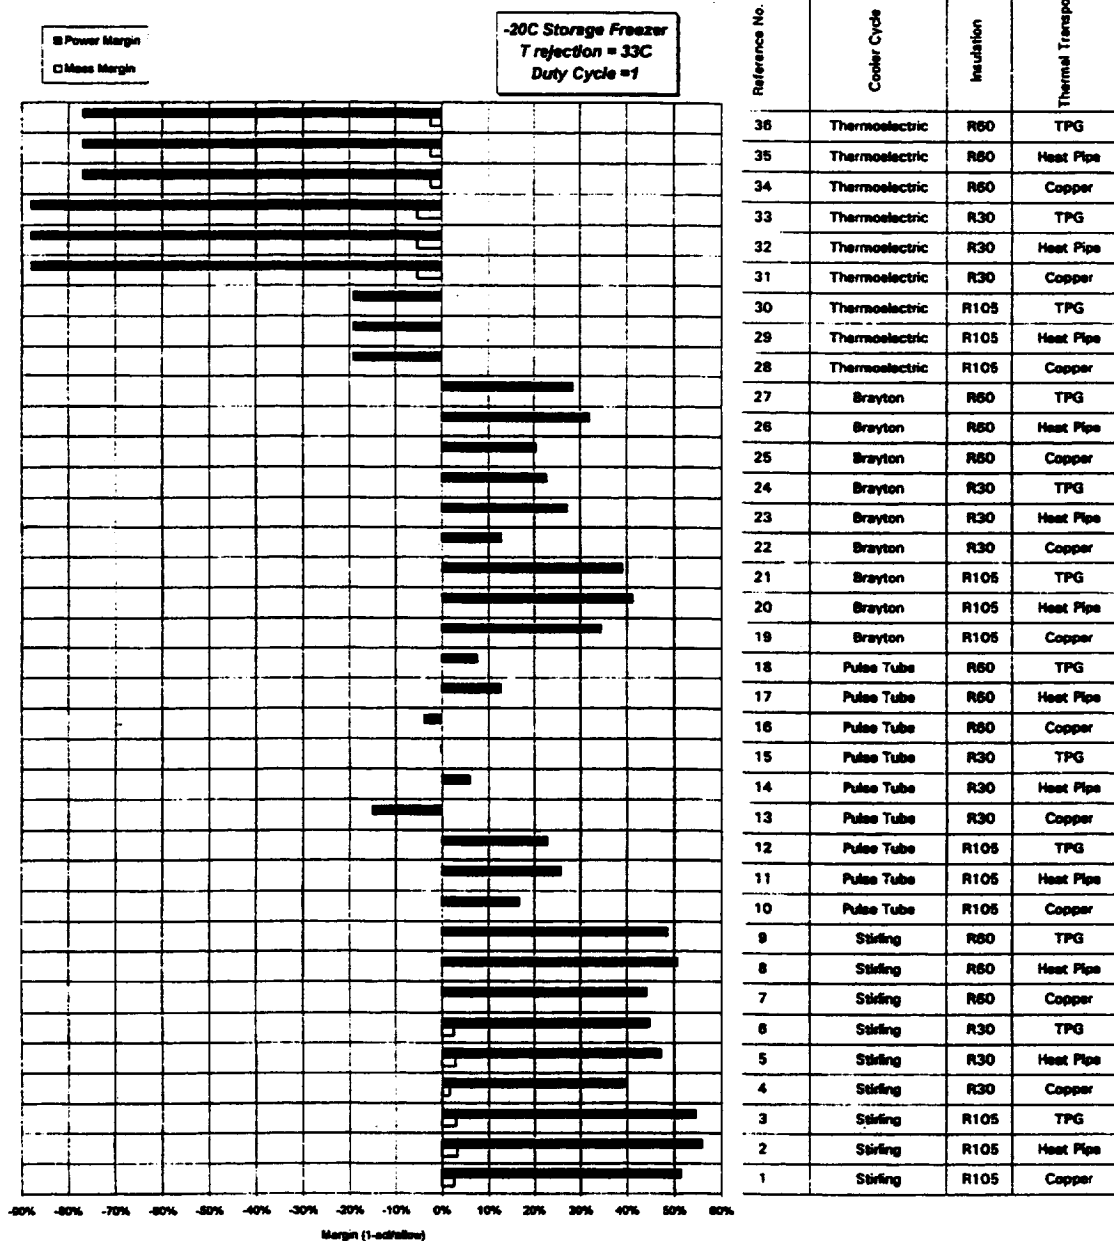 Power Margin
Mass Margin
-20C Storage Freezer
T rejection = 33C
Duty Cycle =1
Reference No.
Cooler Cycle
Insulation
Thermal Transpo
36 Thermoelectric R60 TPG
35 Thermoelectric R60 Heat Pipe
34 Thermoelectric R60 Copper
33 Thermoelectric R30 TPG
32 Thermoelectric R30 Heat Pipe
31 Thermoelectric R30 Copper
30 Thermoelectric R105 TPG
29 Thermoelectric R105 Heat Pipe
28 Thermoelectric R105 Copper
27 Brayton R60 TPG
26 Brayton R60 Heat Pipe
25 Brayton R60 Copper
24 Brayton R30 TPG
23 Brayton R30 Heat Pipe
22 Brayton R30 Copper
21 Brayton R105 TPG
20 Brayton R105 Heat Pipe
19 Brayton R105 Copper
18 Pulse Tube R60 TPG
17 Pulse Tube R60 Heat Pipe
16 Pulse Tube R60 Copper
15 Pulse Tube R30 TPG
14 Pulse Tube R30 Heat Pipe
13 Pulse Tube R30 Copper
12 Pulse Tube R105 TPG
11 Pulse Tube R105 Heat Pipe
10 Pulse Tube R105 Copper
9 Stirling R60 TPG
8 Stirling R60 Heat Pipe
7 Stirling R60 Copper
6 Stirling R30 TPG
5 Stirling R30 Heat Pipe
4 Stirling R30 Copper
3 Stirling R105 TPG
2 Stirling R105 Heat Pipe
1 Stirling R105 Copper
-90% -80% -70% -60% -50% -40% -30% -20% -10% 0% 10% 20% 30% 40% 50% 60%
Margin (1-act/allow)